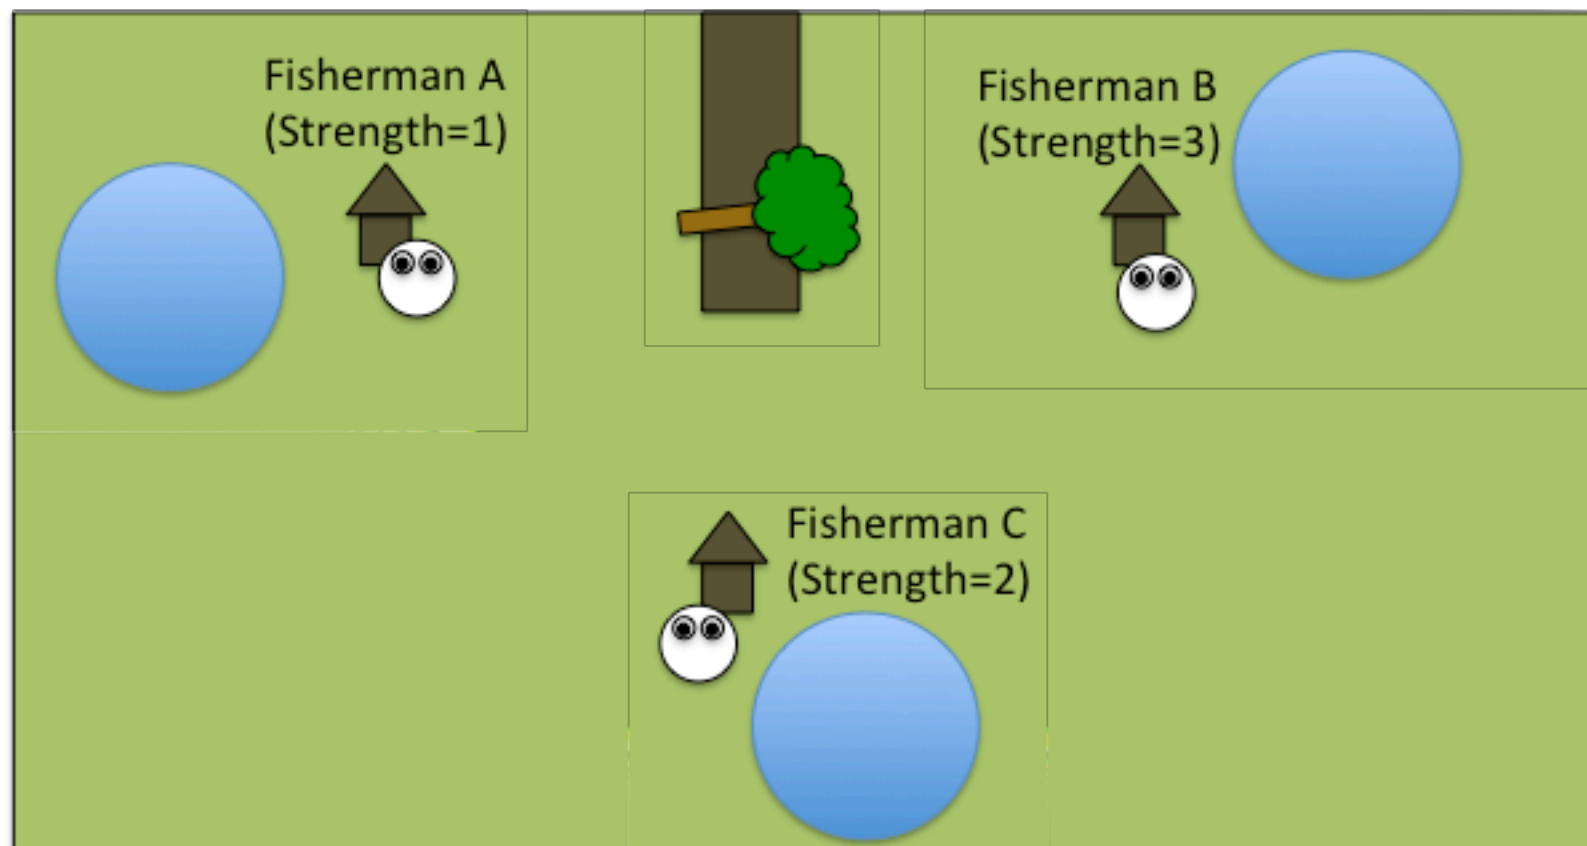 Fisherman A
(Strength=1)
Fisherman B
(Strength=3)
Fisherman C
(Strength=2)